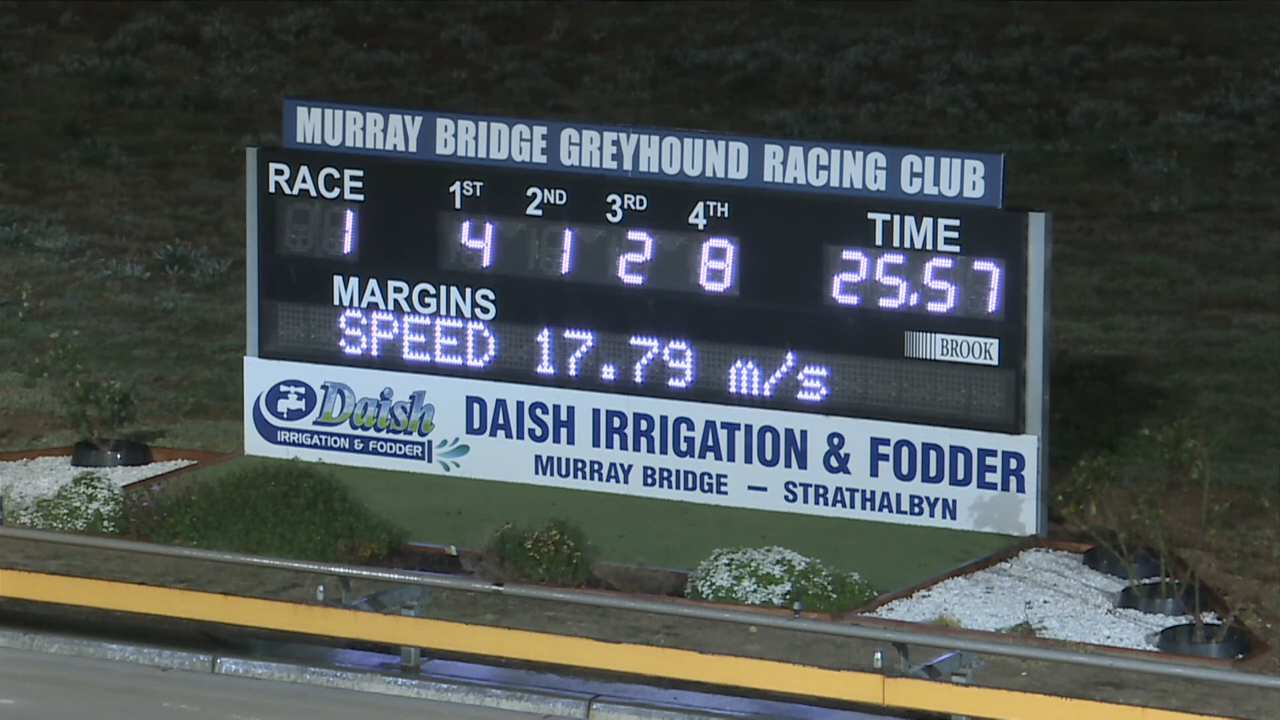 MURRAY BRIDGE GREYHOUND RACING CLUB
RACE 1ST 2ND 3RD 4TH TIME
1 4 1 2 8 25.57
MARGINS
SPEED 17.79 m/s
BROOK
Daish
IRRIGATION & FODDER
DAISH IRRIGATION & FODDER
MURRAY BRIDGE – STRATHALBYN